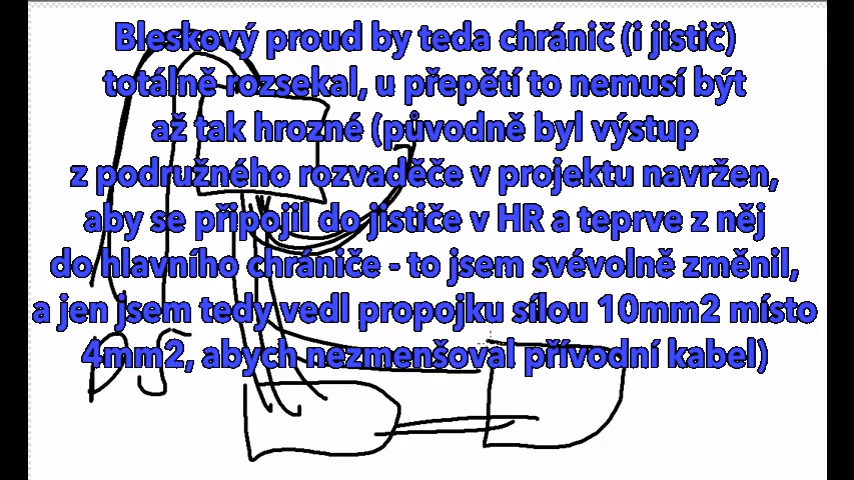 Bleskový proud by teda chránič (i jistič)
totálně rozsekal, u přepětí to nemusí být
až tak hrozné (původně byl výstup
z podružného rozvaděče v projektu navržen,
aby se připojil do jističe v HR a teprve z něj
do hlavního chrániče - to jsem svévolně změnil,
a jen jsem tedy vedl propojku sílou 10mm2 místo
4mm2, abych nezmenšoval přívodní kabel)
DS